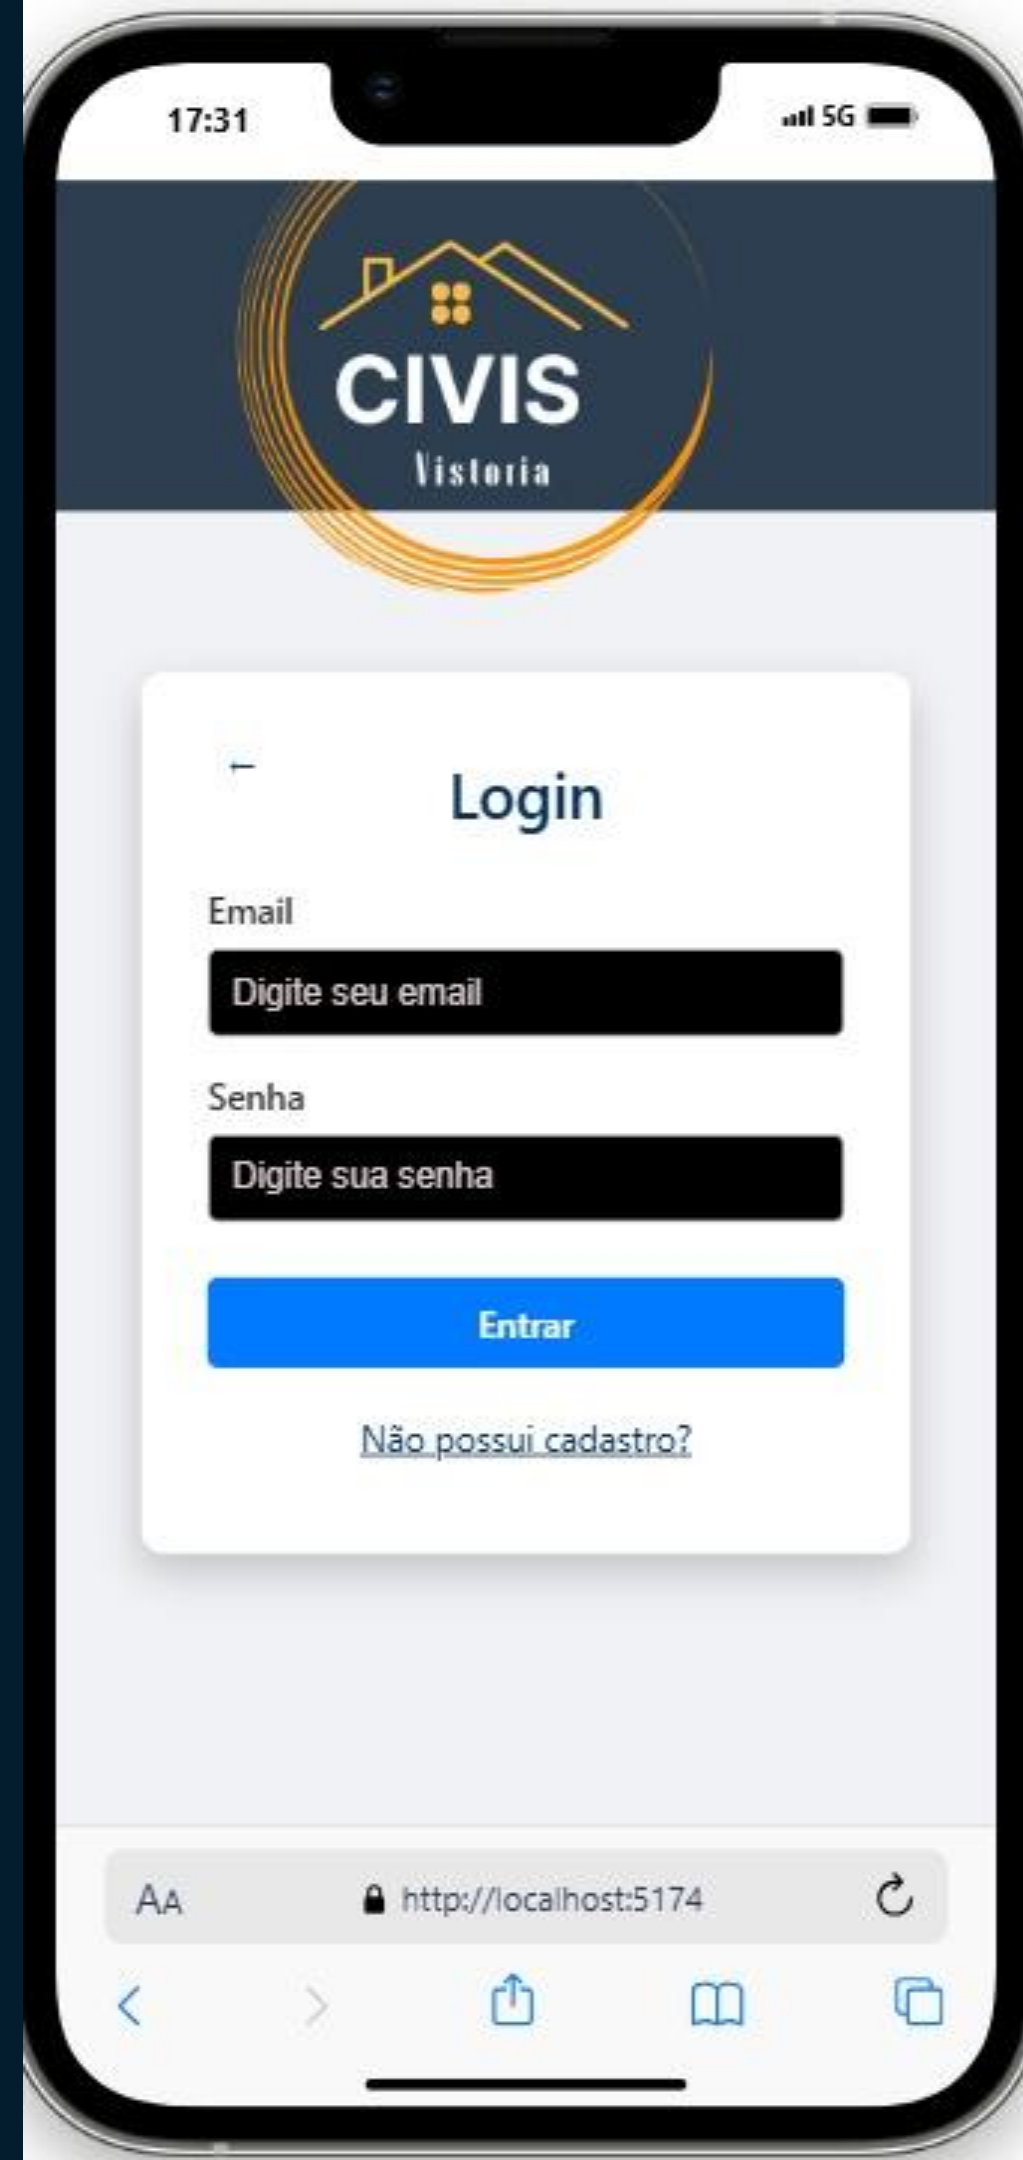 17:31
5G
CIVIS
Vistoria
←
Login
Email
Digite seu email
Senha
Digite sua senha
Entrar
Não possui cadastro?
AA
http://localhost:5174